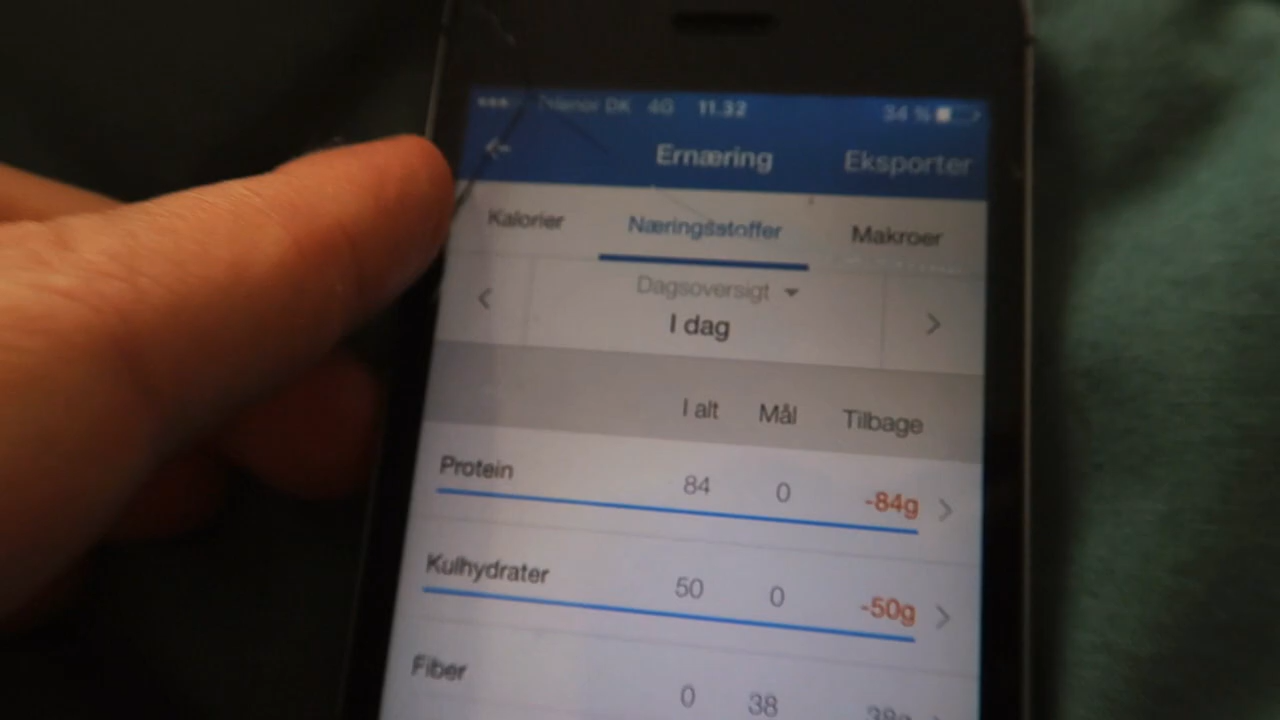 Telenor DK 4G 11.32 34 %
Ernæring Eksporter
Kalorier Næringsstoffer Makroer
Dagsoversigt
I dag
I alt Mål Tilbage
Protein 84 0 -84g
Kulhydrater 50 0 -50g
Fiber 0 38 38g